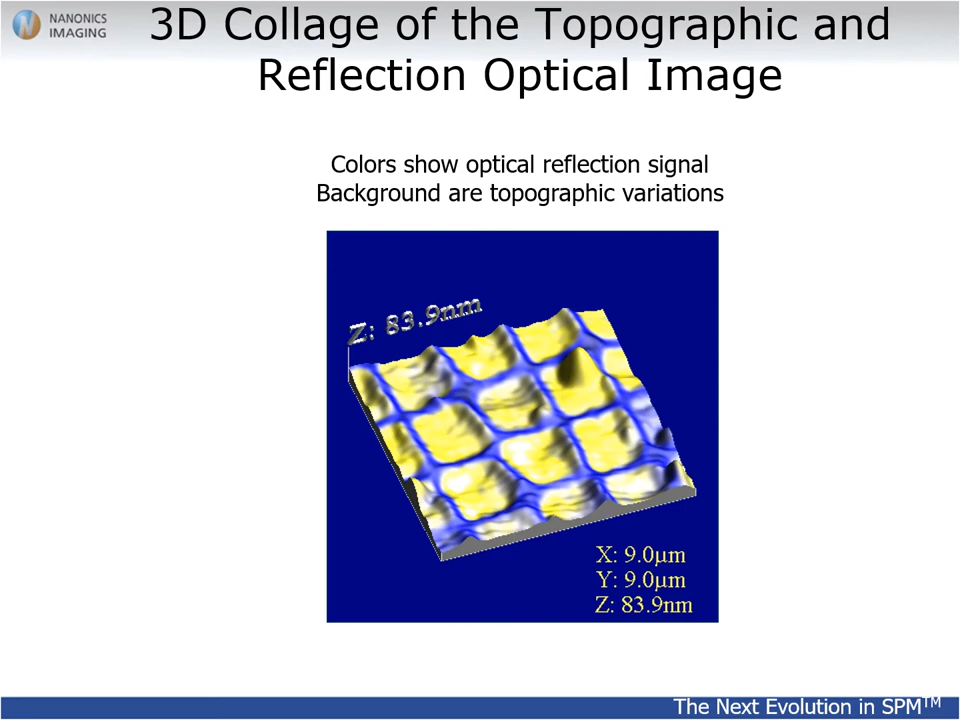 NANONICS
IMAGING
3D Collage of the Topographic and
Reflection Optical Image
Colors show optical reflection signal
Background are topographic variations
Z: 83.9nm
X: 9.0µm
Y: 9.0µm
Z: 83.9nm
The Next Evolution in SPM™